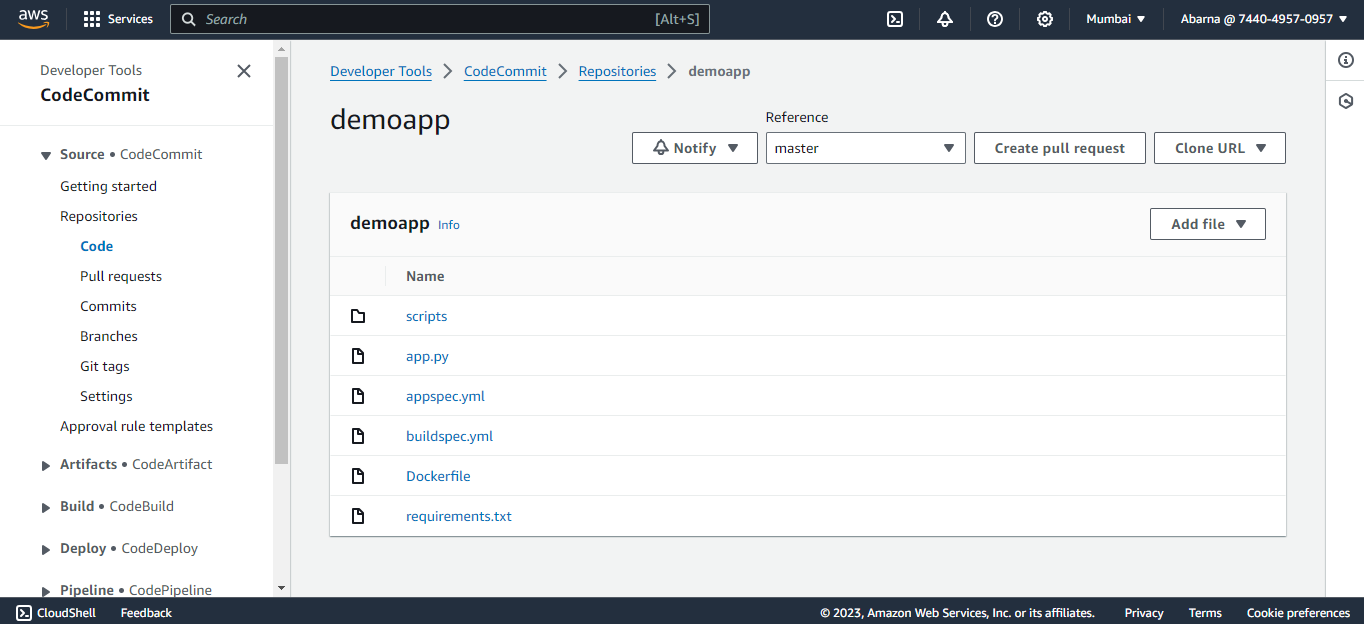 aws Services Search [Alt+S] Mumbai Abarna @ 7440-4957-0957
Developer Tools
CodeCommit
Source • CodeCommit
Getting started
Repositories
Code
Pull requests
Commits
Branches
Git tags
Settings
Approval rule templates
Artifacts • CodeArtifact
Build • CodeBuild
Deploy • CodeDeploy
Pipeline • CodePipeline
Developer Tools CodeCommit Repositories demoapp
demoapp
Reference
Notify master Create pull request Clone URL
demoapp Info Add file
Name
scripts
app.py
appspec.yml
buildspec.yml
Dockerfile
requirements.txt
CloudShell Feedback © 2023, Amazon Web Services, Inc. or its affiliates. Privacy Terms Cookie preferences